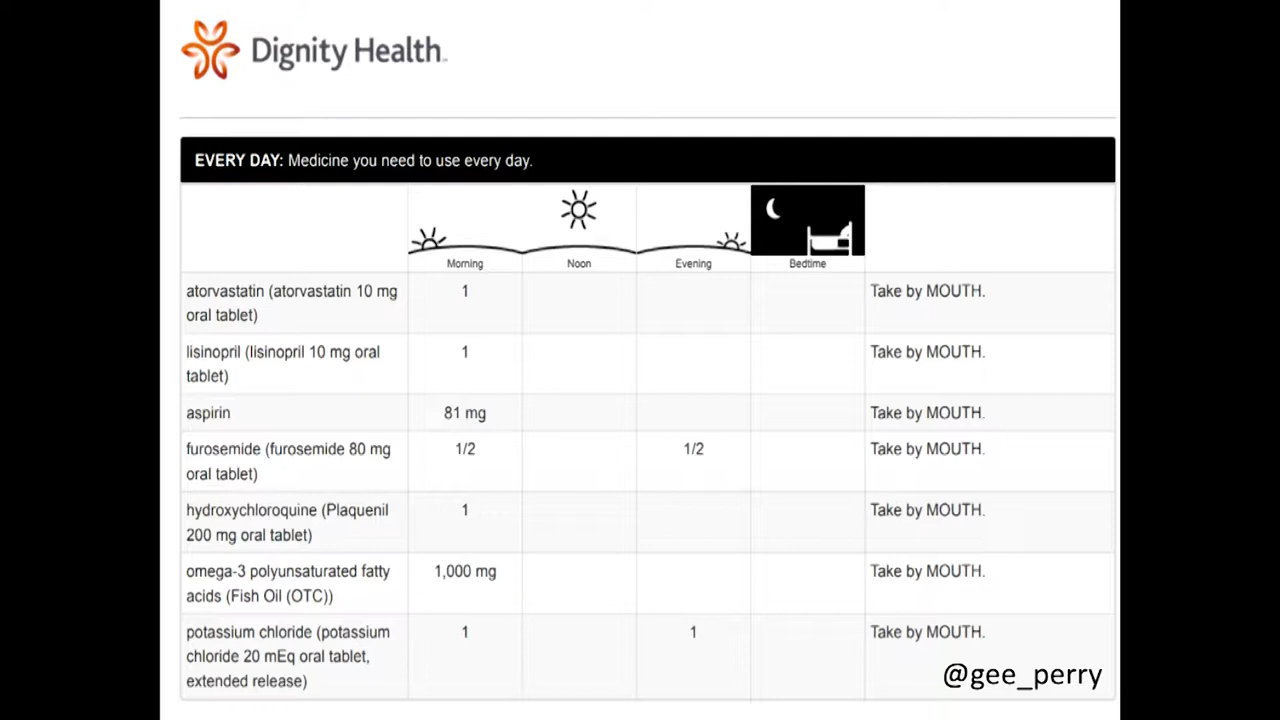 Dignity Health
EVERY DAY: Medicine you need to use every day.
Morning Noon Evening Bedtime
atorvastatin (atorvastatin 10 mg 1 Take by MOUTH.
oral tablet)
lisinopril (lisinopril 10 mg oral 1 Take by MOUTH.
tablet)
aspirin 81 mg Take by MOUTH.
furosemide (furosemide 80 mg 1/2 1/2 Take by MOUTH.
oral tablet)
hydroxychloroquine (Plaquenil 1 Take by MOUTH.
200 mg oral tablet)
omega-3 polyunsaturated fatty 1,000 mg Take by MOUTH.
acids (Fish Oil (OTC))
potassium chloride (potassium 1 1 Take by MOUTH.
chloride 20 mEq oral tablet,
extended release)
@gee_perry